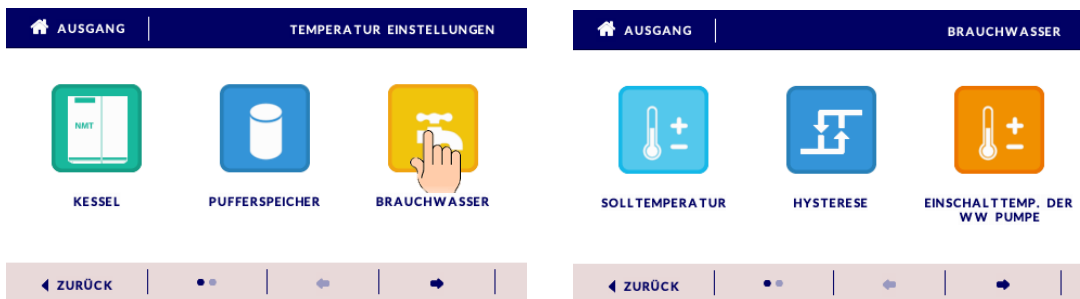 AUSGANG
TEMPERATUR EINSTELLUNGEN
NMT
KESSEL
PUFFERSPEICHER
BRAUCHWASSER
ZURÜCK
AUSGANG
BRAUCHWASSER
SOLLTEMPERATUR
HYSTERESE
EINSCHALTTEMP. DER
WW PUMPE
ZURÜCK